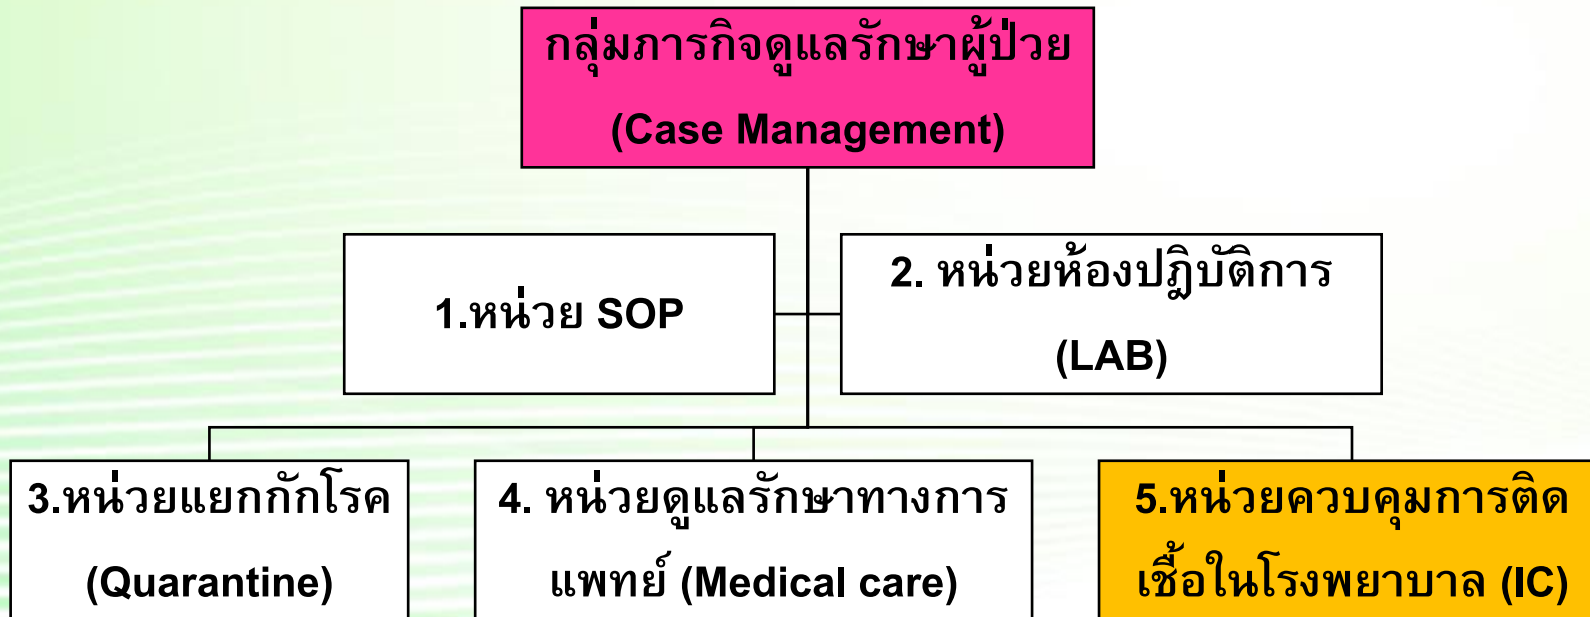 กลุ่มภารกิจดูแลรักษาผู้ป่วย
(Case Management)
1.หน่วย SOP
2. หน่วยห้องปฎิบัติการ
(LAB)
3.หน่วยแยกกักโรค
(Quarantine)
4. หน่วยดูแลรักษาทางการ
แพทย์ (Medical care)
5.หน่วยควบคุมการติด
เชื้อในโรงพยาบาล (IC)